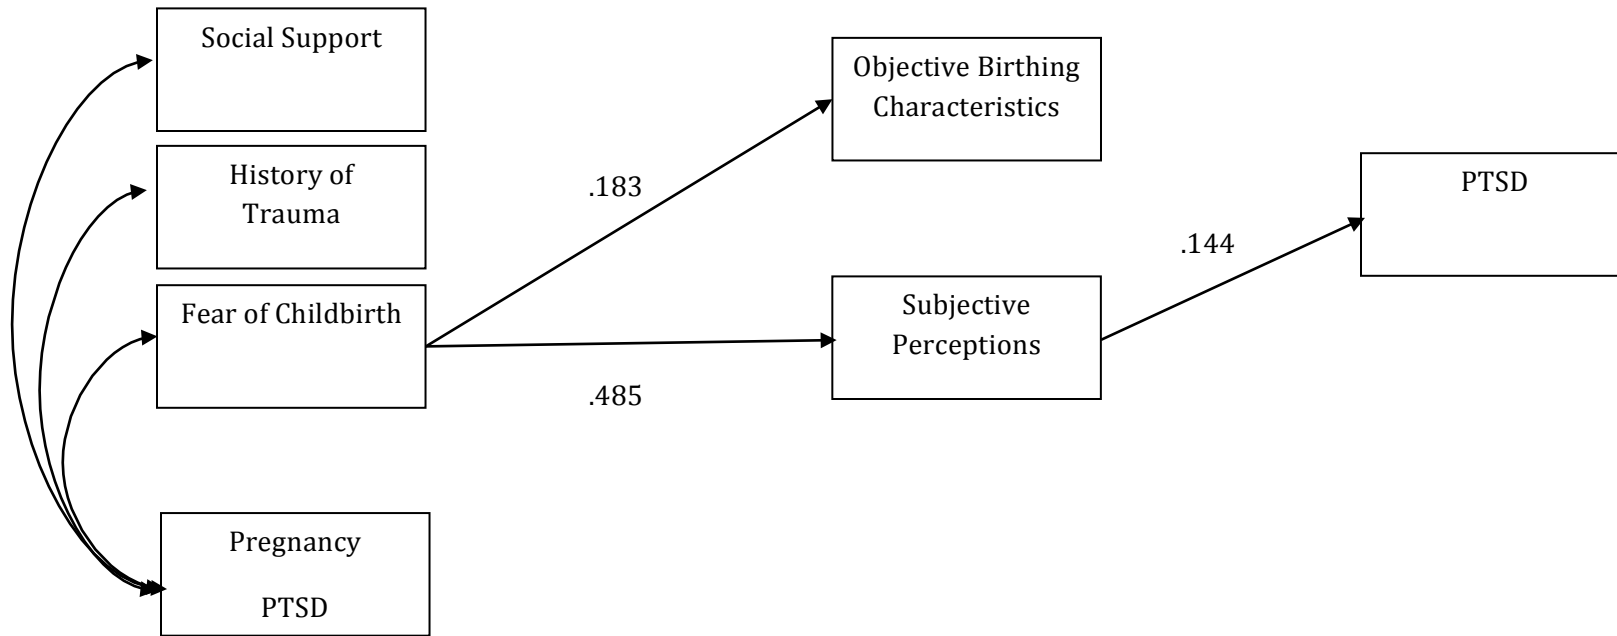 Social Support
History of
Trauma
Fear of Childbirth
Pregnancy
PTSD
.183
.485
Objective Birthing
Characteristics
Subjective
Perceptions
.144
PTSD